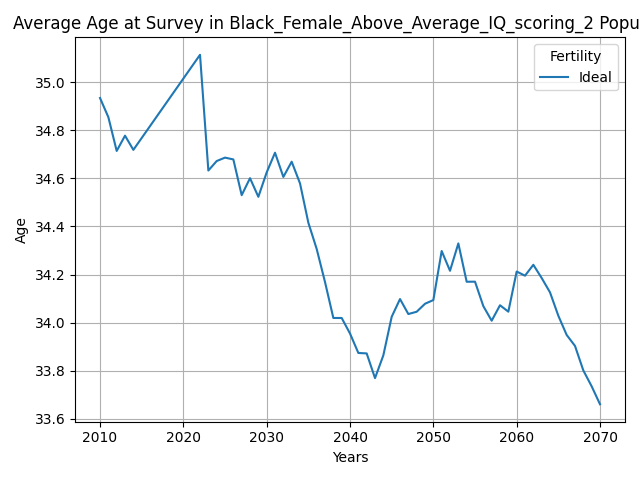 Average Age at Survey in Black_Female_Above_Average_IQ_scoring_2 Popu
Fertility
Ideal
35.0
34.8
34.6
34.4
34.2
34.0
33.8
33.6
Age
2010 2020 2030 2040 2050 2060 2070
Years